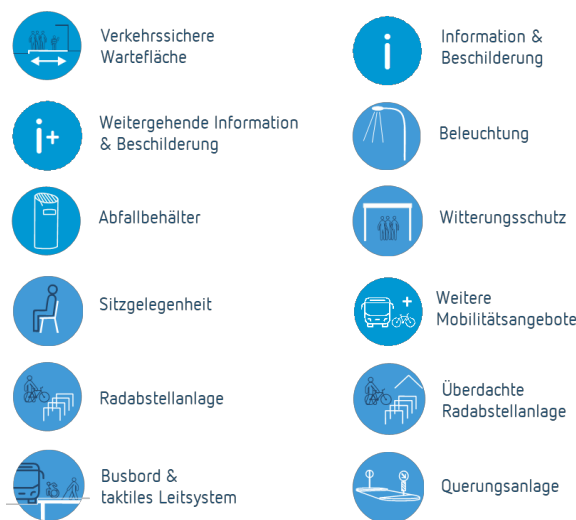 Verkehrssichere
Wartefläche
i
Information &
Beschilderung
i+
Weitergehende Information
& Beschilderung
Beleuchtung
Abfallbehälter
Witterungsschutz
Sitzgelegenheit
+
Weitere
Mobilitätsangebote
Radabstellanlage
Überdachte
Radabstellanlage
Busbord &
taktiles Leitsystem
Querungsanlage